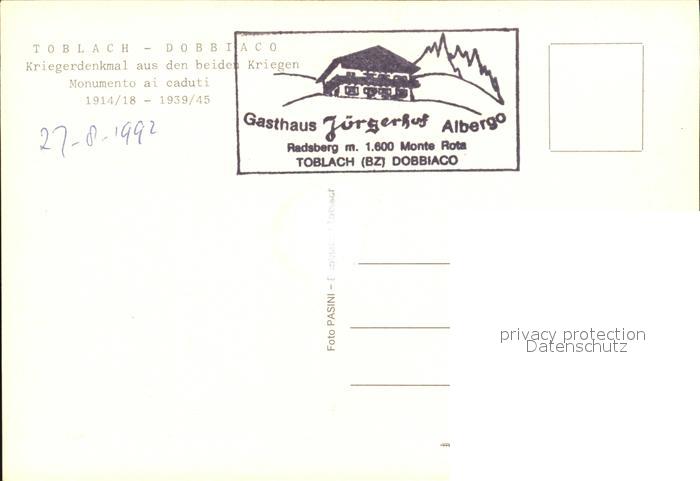 TOBLACH - DOBBIACO
Kriegerdenkmal aus den beiden Kriegen
Monumento ai caduti
1914/18 - 1939/45
27-8-1992
Gasthaus Jörgerhof Albergo
Radsberg m. 1.600 Monte Rota
TOBLACH (BZ) DOBBIACO
Foto PASINI -
privacy protection
Datenschutz